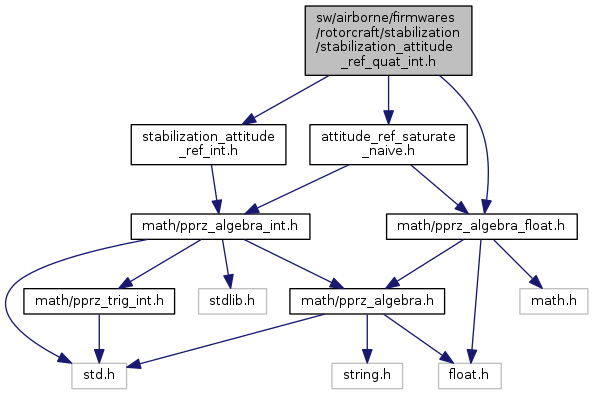 sw/airborne/firmwares
/rotorcraft/stabilization
/stabilization_attitude
_ref_quat_int.h
stabilization_attitude
_ref_int.h
attitude_ref_saturate
_naive.h
math/pprz_algebra_int.h
math/pprz_algebra_float.h
math/pprz_trig_int.h
stdlib.h
math/pprz_algebra.h
math.h
std.h
string.h
float.h